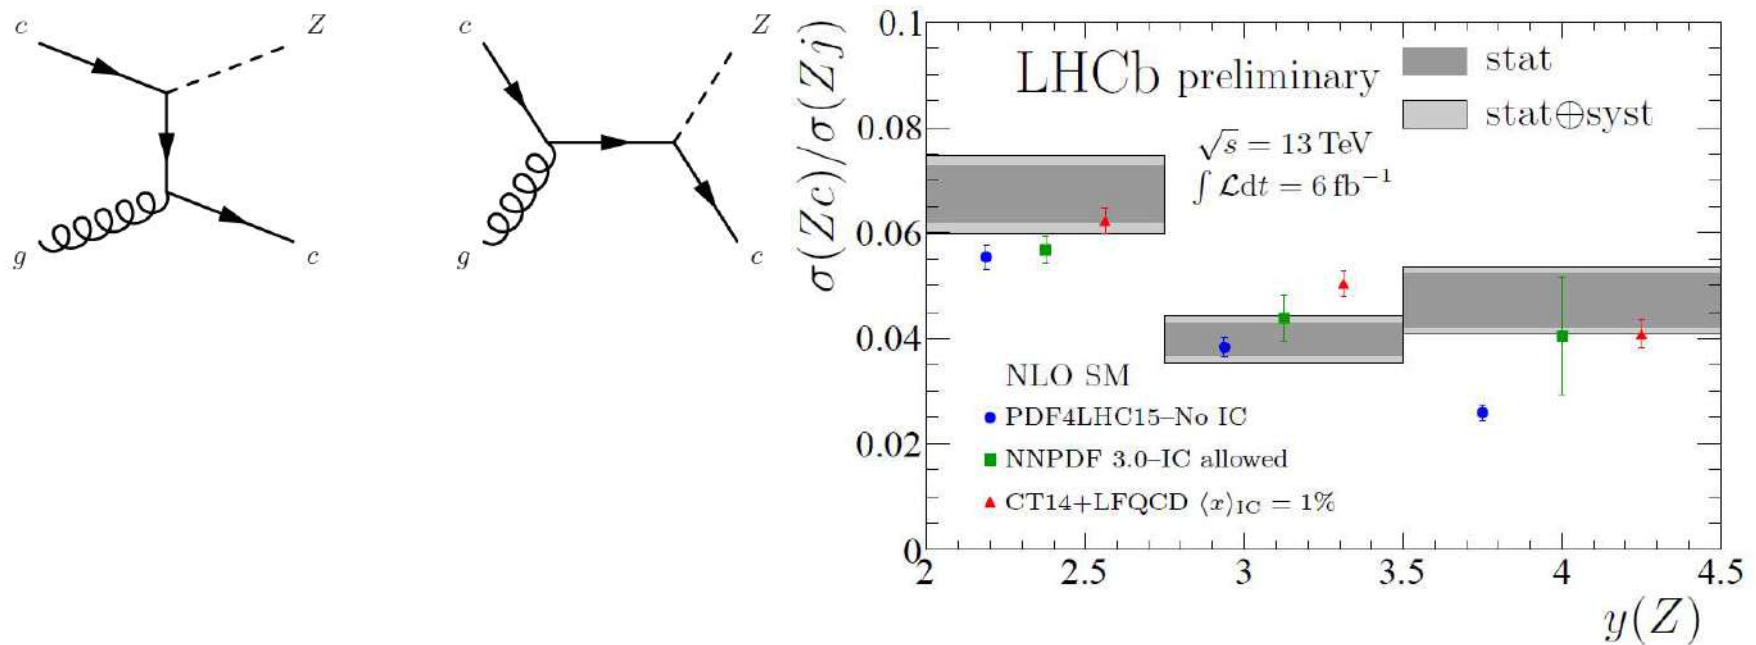 c
Z
g
c
c
Z
g
c
σ(Zc)/σ(Zj)
0.1
0.08
0.06
0.04
0.02
0
LHCb preliminary
stat
stat⊕syst
√s = 13 TeV
∫ ℒdt = 6 fb⁻¹
NLO SM
PDF4LHC15–No IC
NNPDF 3.0–IC allowed
CT14+LFQCD ⟨x⟩IC = 1%
2
2.5
3
3.5
4
4.5
y(Z)